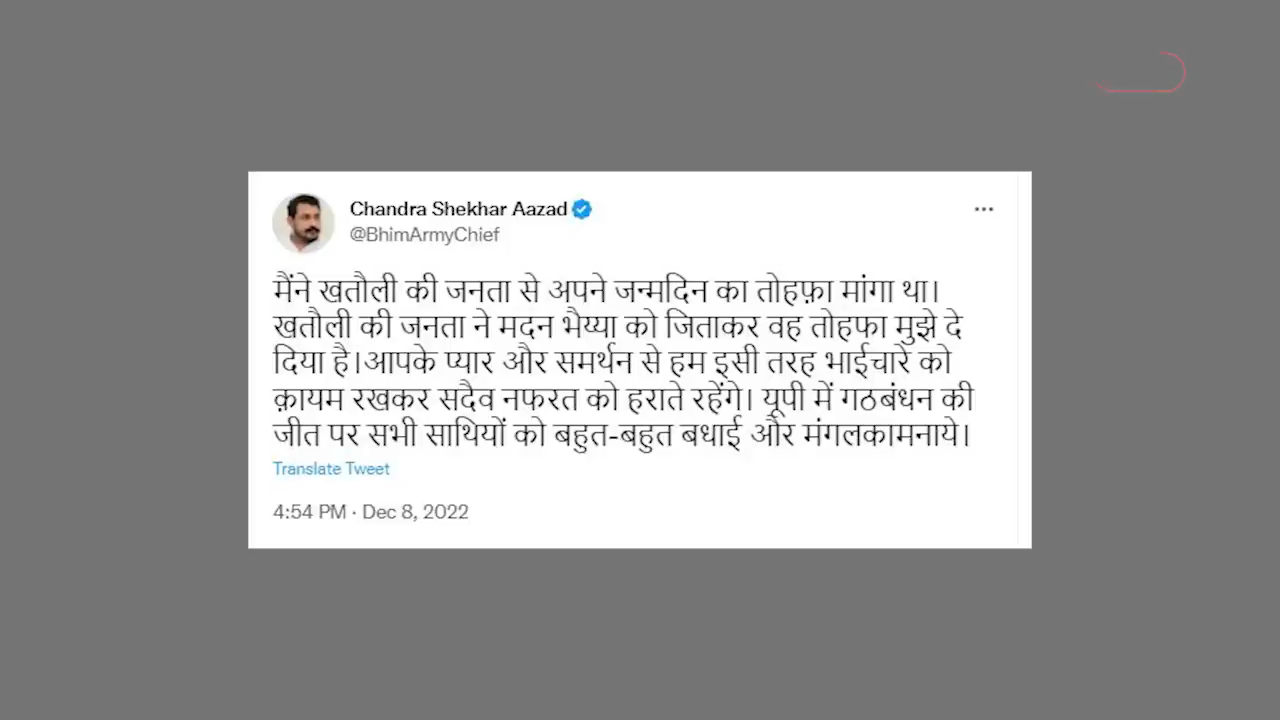 Chandra Shekhar Aazad
@BhimArmyChief
मैंने खतौली की जनता से अपने जन्मदिन का तोहफ़ा मांगा था।
खतौली की जनता ने मदन भैय्या को जिताकर वह तोहफा मुझे दे
दिया है।आपके प्यार और समर्थन से हम इसी तरह भाईचारे को
क़ायम रखकर सदैव नफरत को हराते रहेंगे। यूपी में गठबंधन की
जीत पर सभी साथियों को बहुत-बहुत बधाई और मंगलकामनाये।
Translate Tweet
4:54 PM · Dec 8, 2022